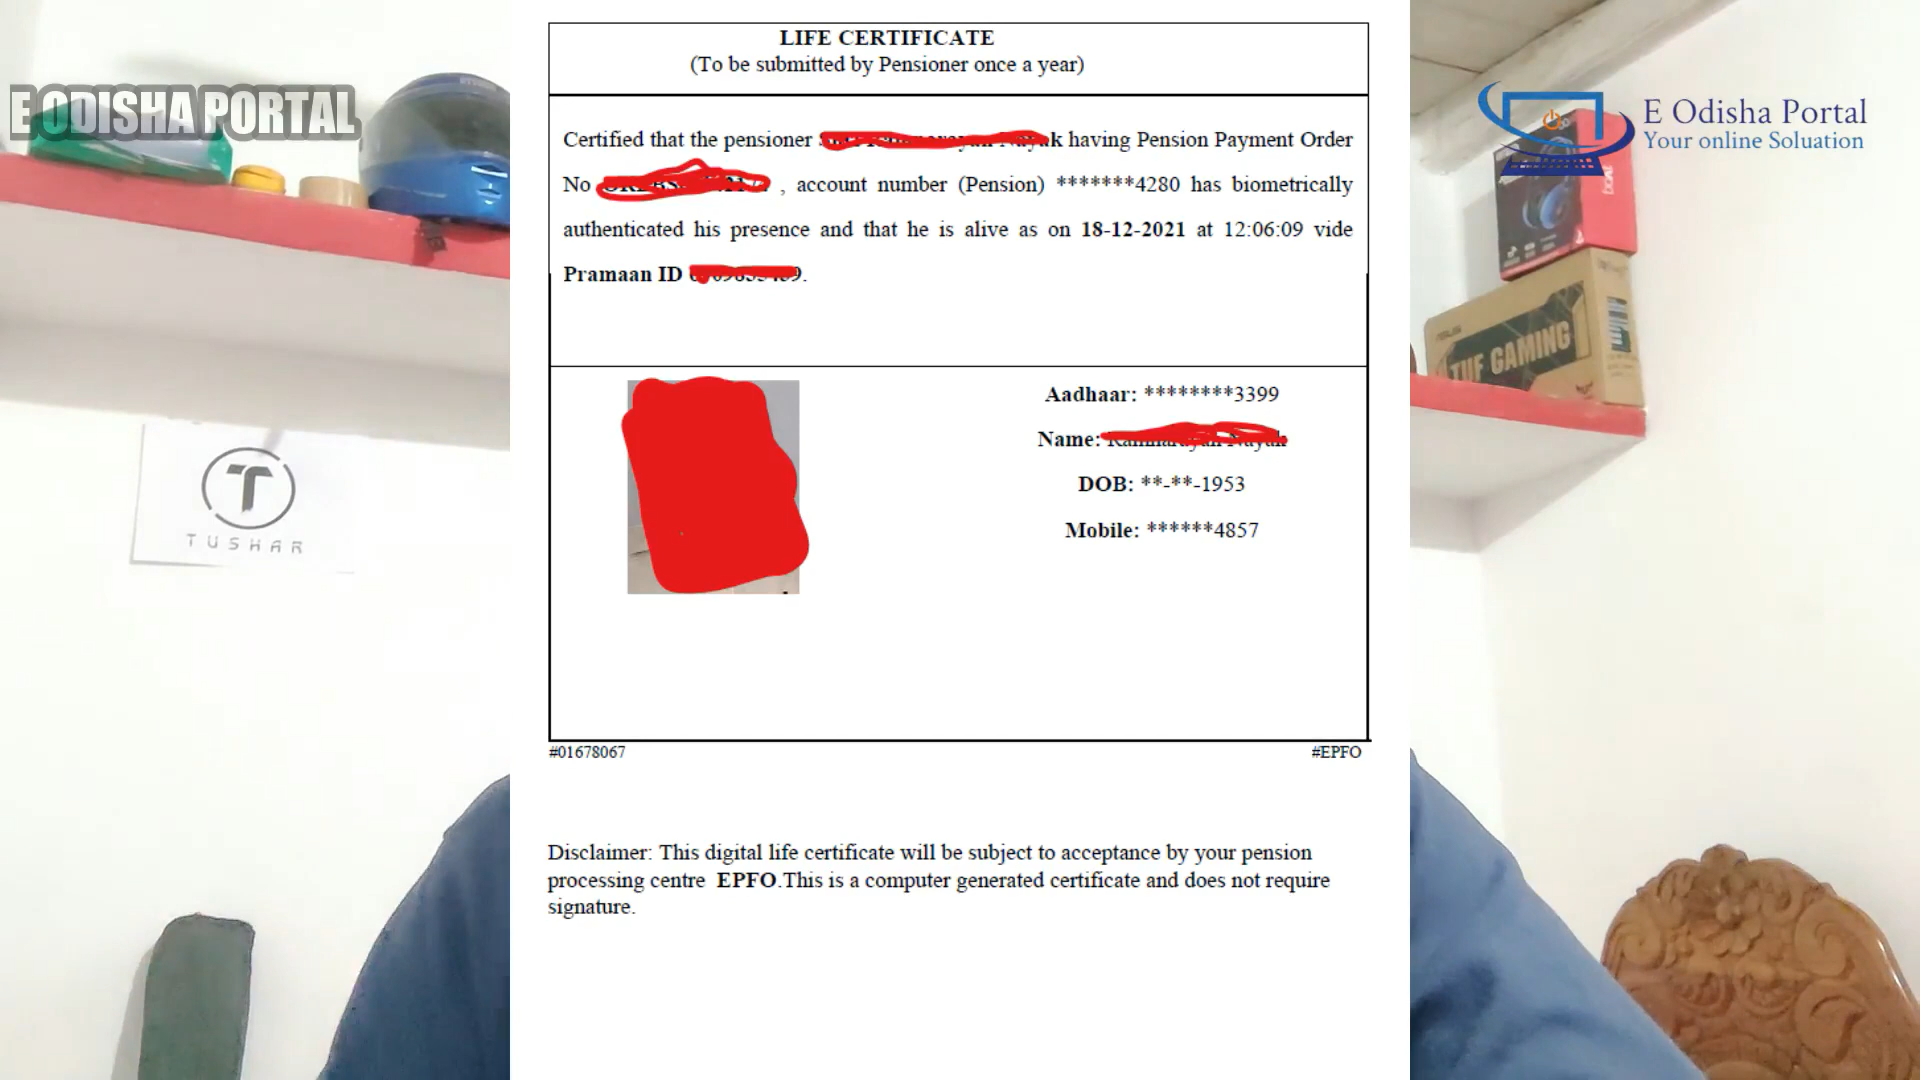 LIFE CERTIFICATE
(To be submitted by Pensioner once a year)
E ODISHA PORTAL
E Odisha Portal
Your online Soluation
Certified that the pensioner having Pension Payment Order
No , account number (Pension) *******4280 has biometrically
authenticated his presence and that he is alive as on 18-12-2021 at 12:06:09 vide
Pramaan ID
Aadhaar: ********3399
Name:
DOB: **-**-1953
Mobile: ******4857
TUF GAMING
T
TUSHAR
#01678067
#EPFO
Disclaimer: This digital life certificate will be subject to acceptance by your pension
processing centre EPFO.This is a computer generated certificate and does not require
signature.